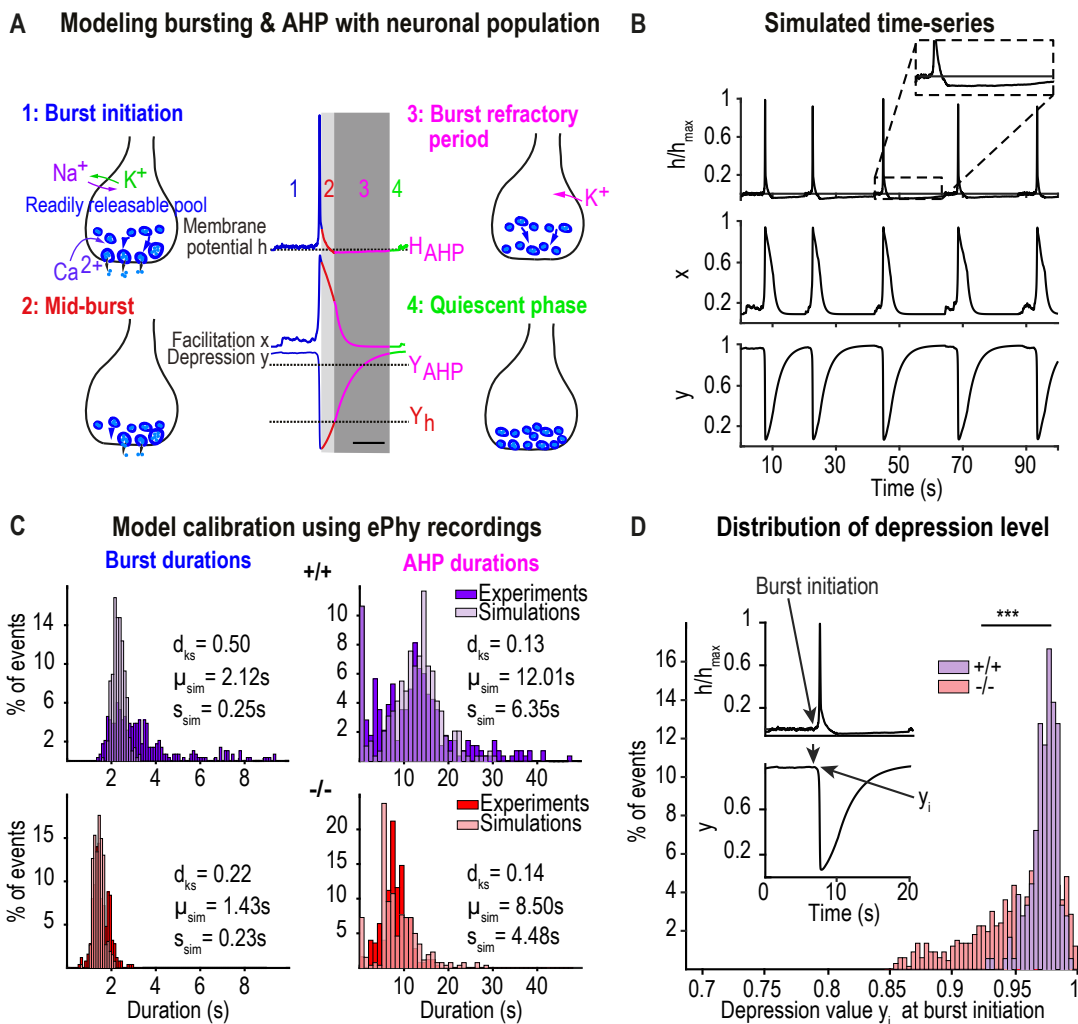 A Modeling bursting & AHP with neuronal population
1: Burst initiation
Na+
K+
Readily releasable pool
Ca2+
2: Mid-burst
1
2
3
4
Membrane
potential h
HAHP
Facilitation x
Depression y
YAHP
Yh
3: Burst refractory
period
K+
4: Quiescent phase
B Simulated time-series
h/hmax
1
0.6
0.2
x
1
0.6
0.2
y
1
0.6
0.2
10 30 50 70 90
Time (s)
C Model calibration using ePhy recordings
Burst durations
+/+
AHP durations
% of events
18
14
10
6
2
dks = 0.50
μsim = 2.12s
ssim = 0.25s
2 4 6 8
Experiments
Simulations
10
8
6
4
2
dks = 0.13
μsim = 12.01s
ssim = 6.35s
10 20 30 40
-/-
% of events
15
10
5
dks = 0.22
μsim = 1.43s
ssim = 0.23s
0 2 4 6 8
Duration (s)
Experiments
Simulations
20
15
10
5
dks = 0.14
μsim = 8.50s
ssim = 4.48s
10 20 30 40
Duration (s)
D Distribution of depression level
Burst initiation
***
+/+
-/-
h/hmax
1
0.6
0.2
yi
y
0.6
0.2
0 10 20
Time (s)
% of events
16
14
12
10
8
6
4
2
0.7 0.75 0.8 0.85 0.90 0.95 1
Depression value yi at burst initiation